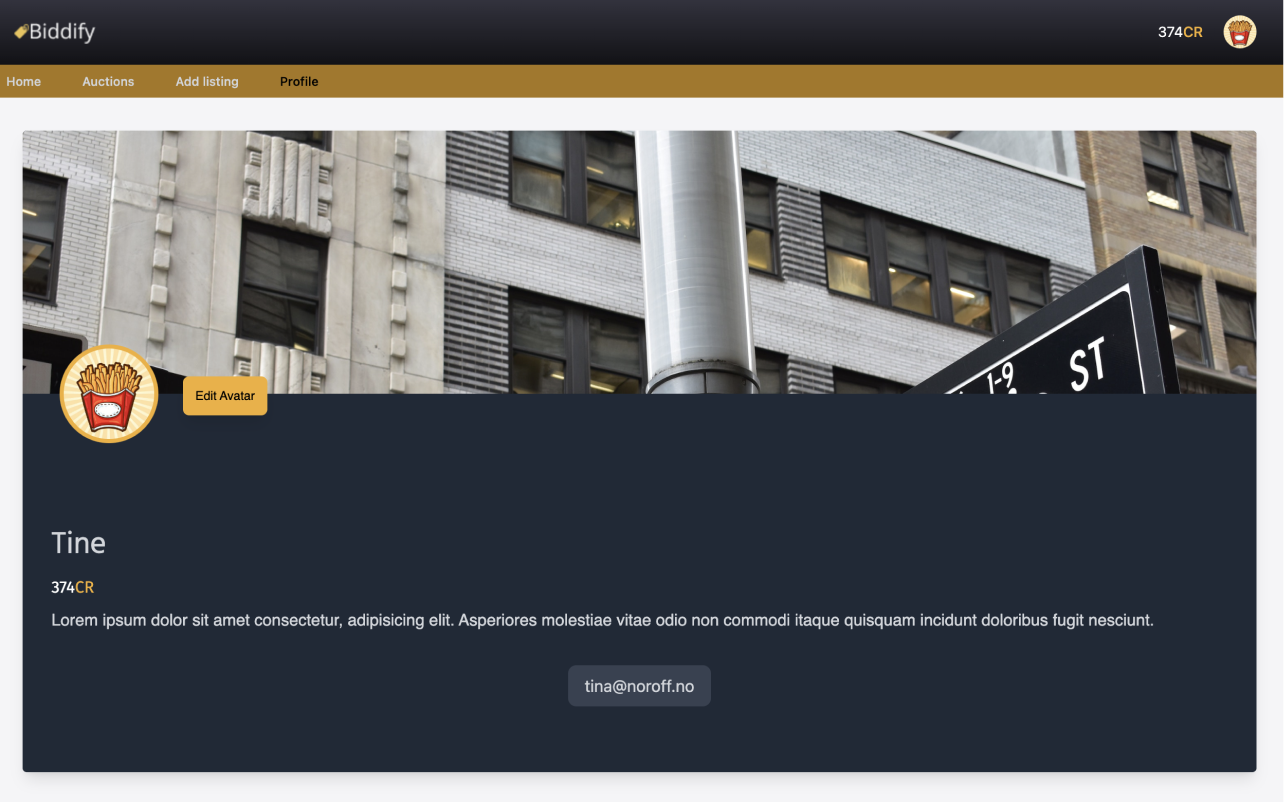 Biddify
374CR
Home Auctions Add listing Profile
1-9
ST
Edit Avatar
Tine
374CR
Lorem ipsum dolor sit amet consectetur, adipisicing elit. Asperiores molestiae vitae odio non commodi itaque quisquam incidunt doloribus fugit nesciunt.
tina@noroff.no